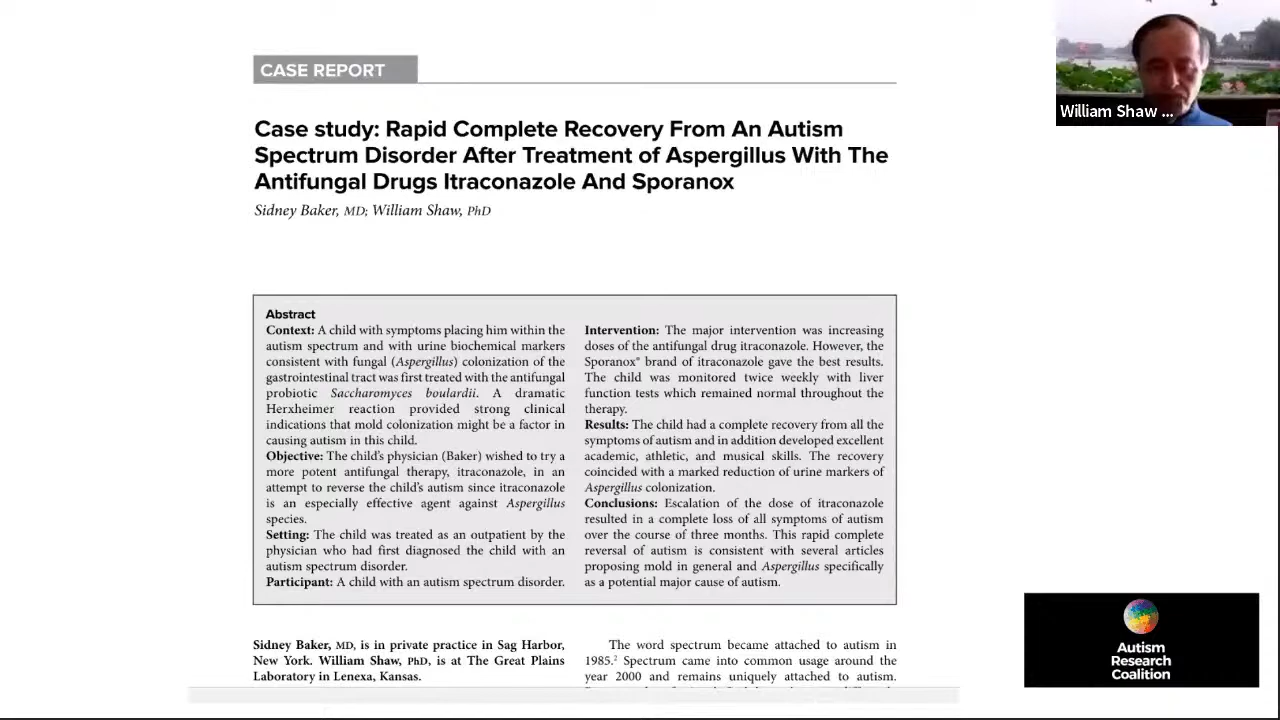 CASE REPORT
Case study: Rapid Complete Recovery From An Autism
Spectrum Disorder After Treatment of Aspergillus With The
Antifungal Drugs Itraconazole And Sporanox
Sidney Baker, MD; William Shaw, PhD
Abstract
Context: A child with symptoms placing him within the
autism spectrum and with urine biochemical markers
consistent with fungal (Aspergillus) colonization of the
gastrointestinal tract was first treated with the antifungal
probiotic Saccharomyces boulardii. A dramatic
Herxheimer reaction provided strong clinical
indications that mold colonization might be a factor in
causing autism in this child.
Objective: The child's physician (Baker) wished to try a
more potent antifungal therapy, itraconazole, in an
attempt to reverse the child's autism since itraconazole
is an especially effective agent against Aspergillus
species.
Setting: The child was treated as an outpatient by the
physician who had first diagnosed the child with an
autism spectrum disorder.
Participant: A child with an autism spectrum disorder.
Intervention: The major intervention was increasing
doses of the antifungal drug itraconazole. However, the
Sporanox® brand of itraconazole gave the best results.
The child was monitored twice weekly with liver
function tests which remained normal throughout the
therapy.
Results: The child had a complete recovery from all the
symptoms of autism and in addition developed excellent
academic, athletic, and musical skills. The recovery
coincided with a marked reduction of urine markers of
Aspergillus colonization.
Conclusions: Escalation of the dose of itraconazole
resulted in a complete loss of all symptoms of autism
over the course of three months. This rapid complete
reversal of autism is consistent with several articles
proposing mold in general and Aspergillus specifically
as a potential major cause of autism.
Sidney Baker, MD, is in private practice in Sag Harbor,
New York. William Shaw, PhD, is at The Great Plains
Laboratory in Lenexa, Kansas.
The word spectrum became attached to autism in
1985.² Spectrum came into common usage around the
year 2000 and remains uniquely attached to autism.
William Shaw ...
Autism
Research
Coalition